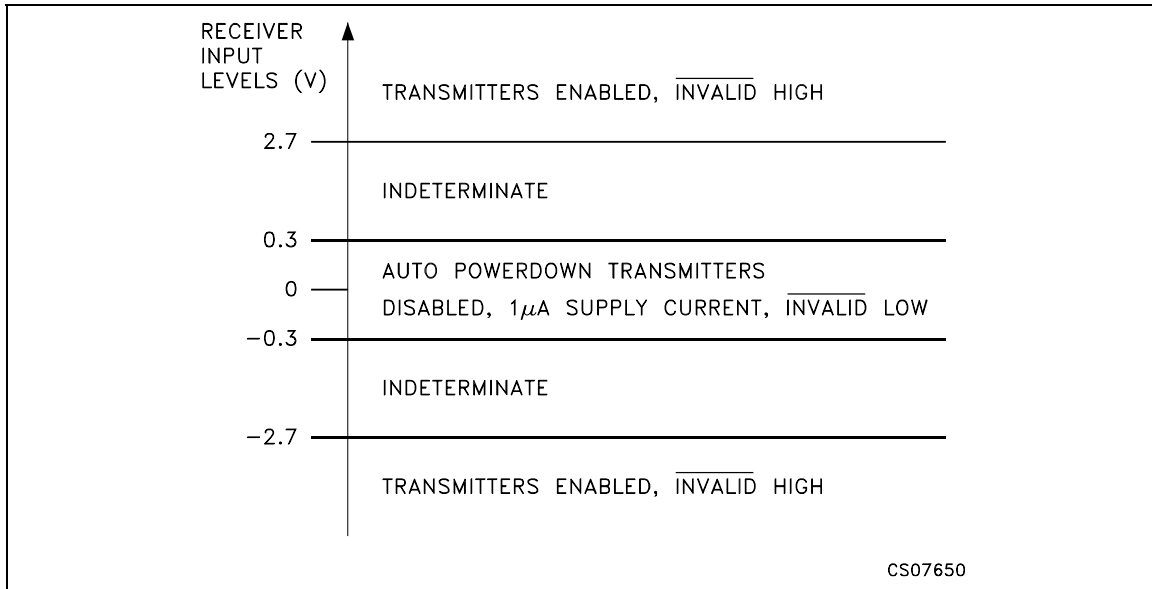 RECEIVER
INPUT
LEVELS (V)
TRANSMITTERS ENABLED, INVALID HIGH
2.7
INDETERMINATE
0.3
AUTO POWERDOWN TRANSMITTERS
0
DISABLED, 1μA SUPPLY CURRENT, INVALID LOW
−0.3
INDETERMINATE
−2.7
TRANSMITTERS ENABLED, INVALID HIGH
CS07650